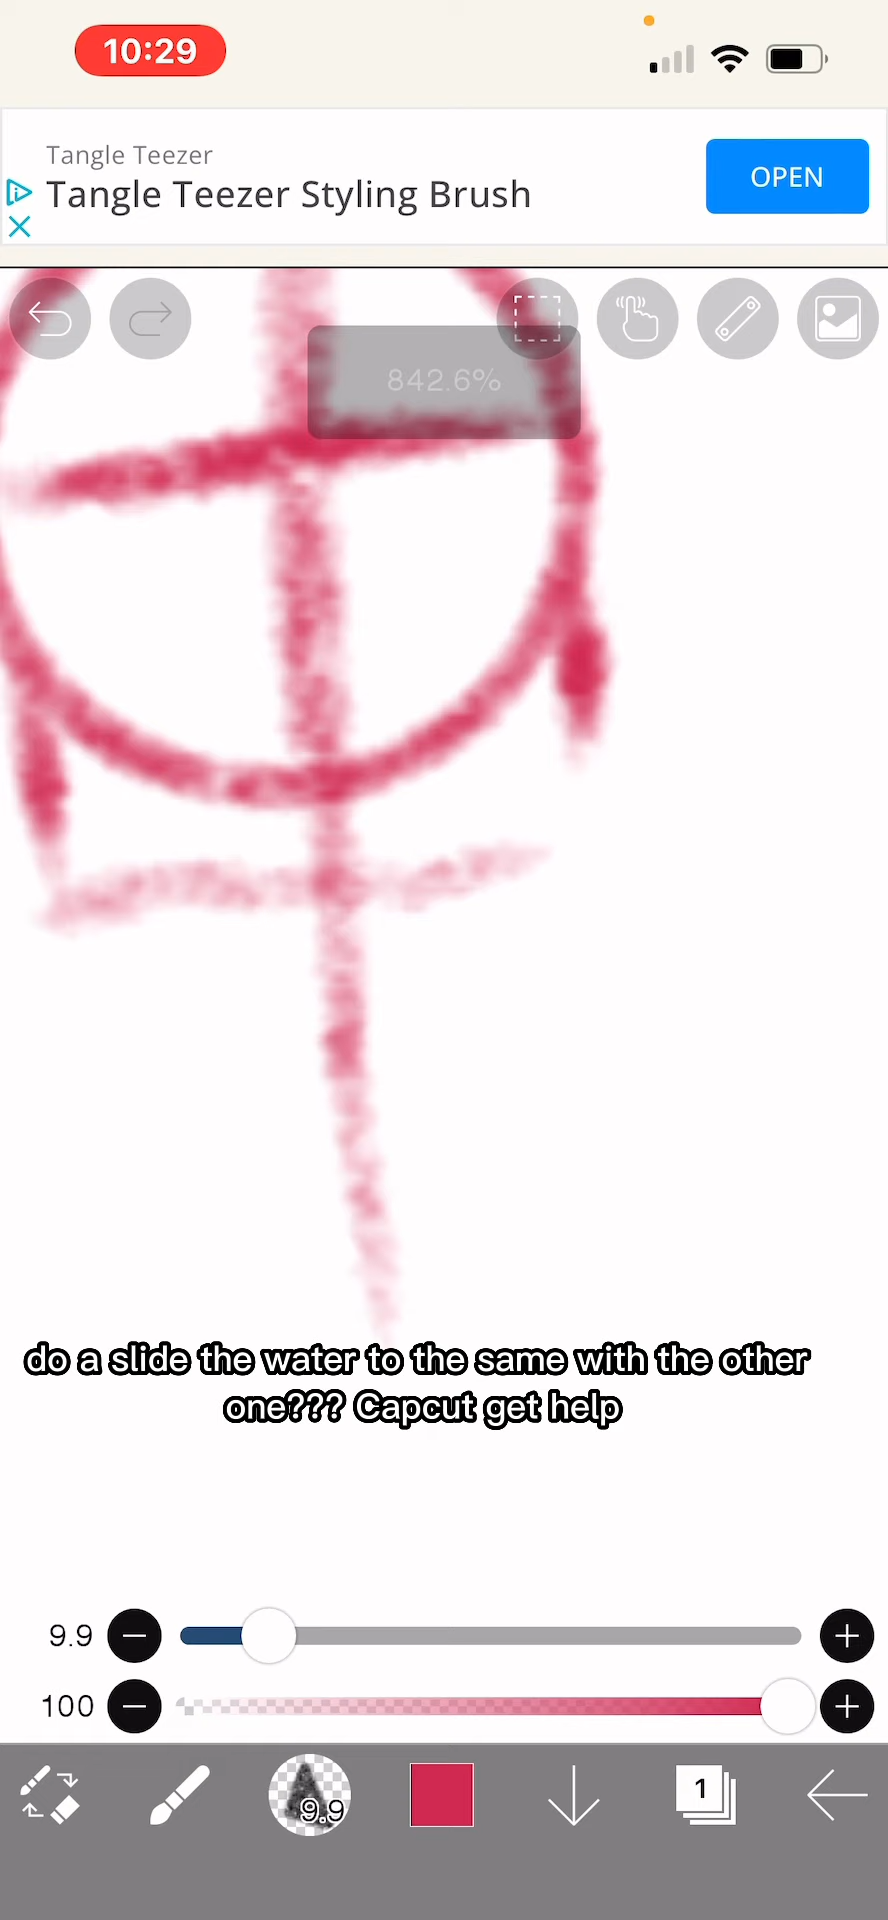 10:29
Tangle Teezer
Tangle Teezer Styling Brush
OPEN
842.6%
do a slide the water to the same with the other
one??? Capcut get help
9.9
100
9.9
1